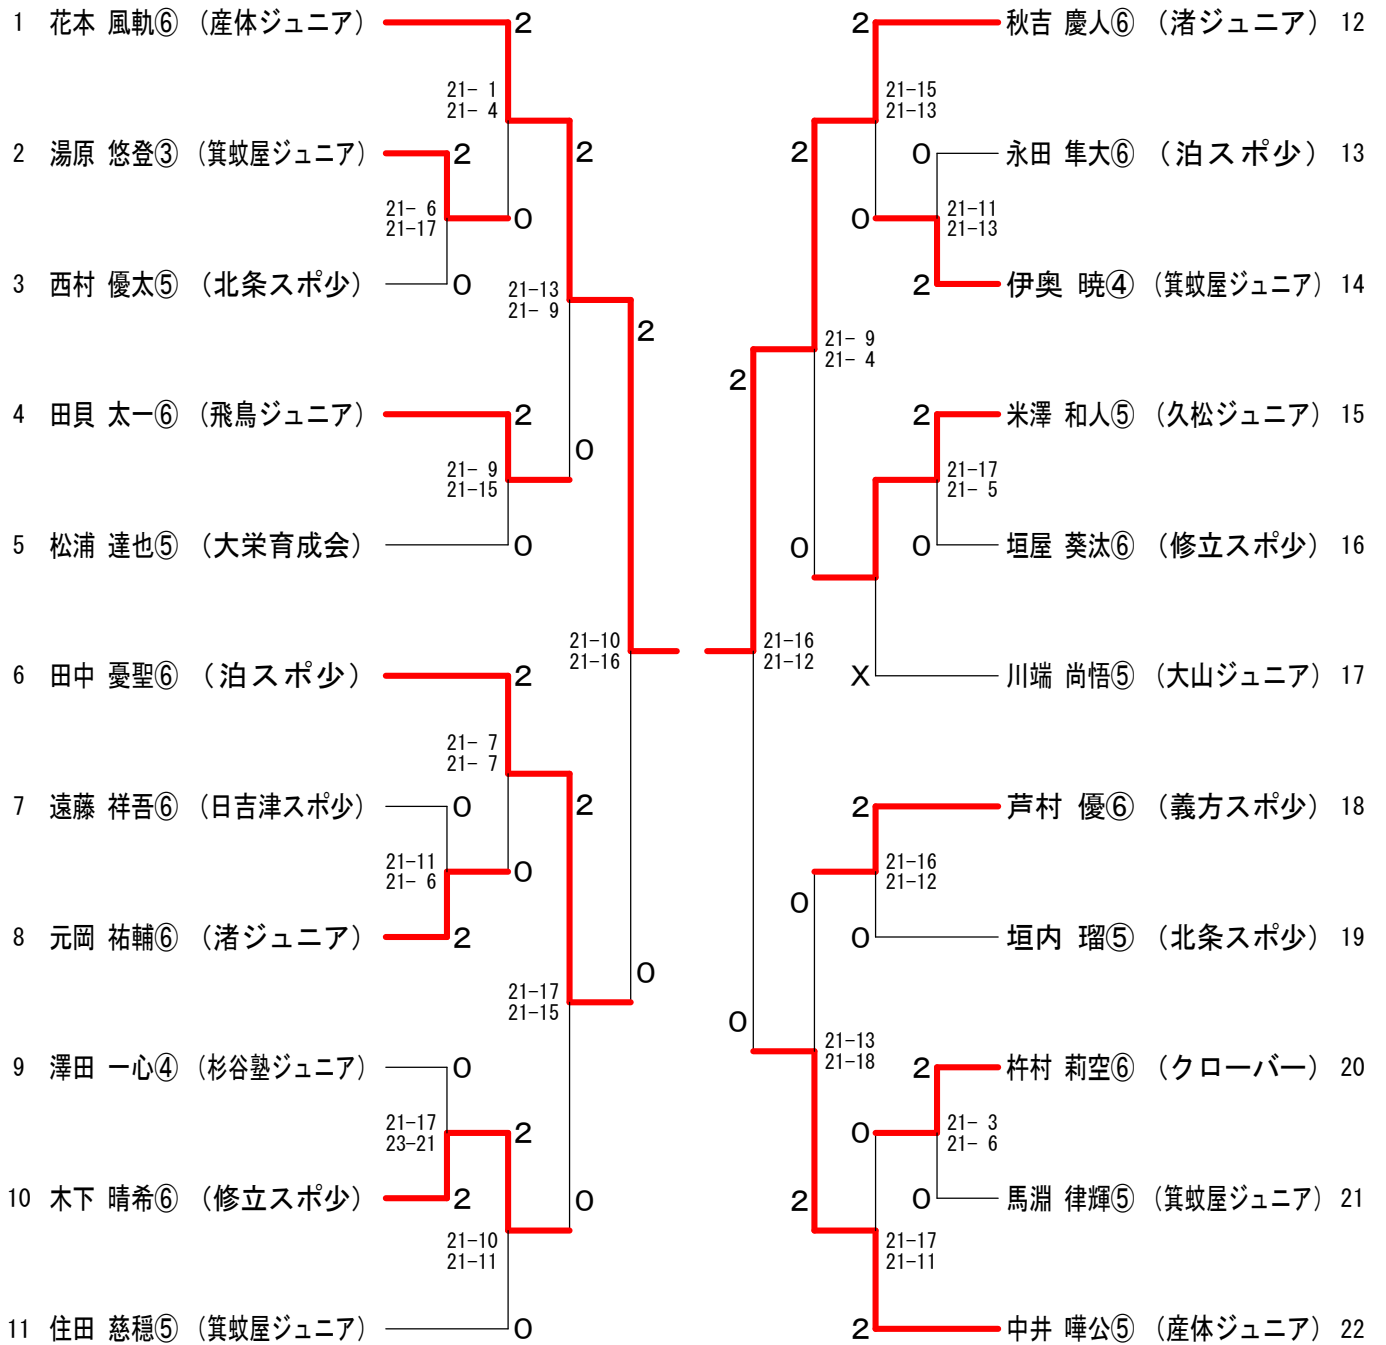 1 花本 風軌⑥ (産体ジュニア) 2
21- 1
21- 4
2 湯原 悠登③ (箕蚊屋ジュニア) 2
2
21- 6
21-17
0
3 西村 優太⑤ (北条スポ少) 0
21-13
21- 9
2
4 田貝 太一⑥ (飛鳥ジュニア) 2
0
21- 9
21-15
5 松浦 達也⑤ (大栄育成会) 0
21-10
21-16
6 田中 憂聖⑥ (泊スポ少) 2
21- 7
21- 7
7 遠藤 祥吾⑥ (日吉津スポ少) 0
2
21-11
21- 6
0
8 元岡 祐輔⑥ (渚ジュニア) 2
0
21-17
21-15
9 澤田 一心④ (杉谷塾ジュニア) 0
21-17
23-21
2
10 木下 晴希⑥ (修立スポ少) 2
0
21-10
21-11
11 住田 慈穏⑤ (箕蚊屋ジュニア) 0
2 秋吉 慶人⑥ (渚ジュニア) 12
21-15
21-13
2
0 永田 隼大⑥ (泊スポ少) 13
0
21-11
21-13
2 伊奥 暁④ (箕蚊屋ジュニア) 14
21- 9
21- 4
2
2 米澤 和人⑤ (久松ジュニア) 15
21-17
21- 5
0
0 垣屋 葵汰⑥ (修立スポ少) 16
21-16
21-12
X 川端 尚悟⑤ (大山ジュニア) 17
2 芦村 優⑥ (義方スポ少) 18
21-16
21-12
0
0 垣内 瑠⑤ (北条スポ少) 19
0
21-13
21-18
2 杵村 莉空⑥ (クローバー) 20
0
21- 3
21- 6
2
0 馬淵 律輝⑤ (箕蚊屋ジュニア) 21
21-17
21-11
2 中井 嘩公⑤ (産体ジュニア) 22